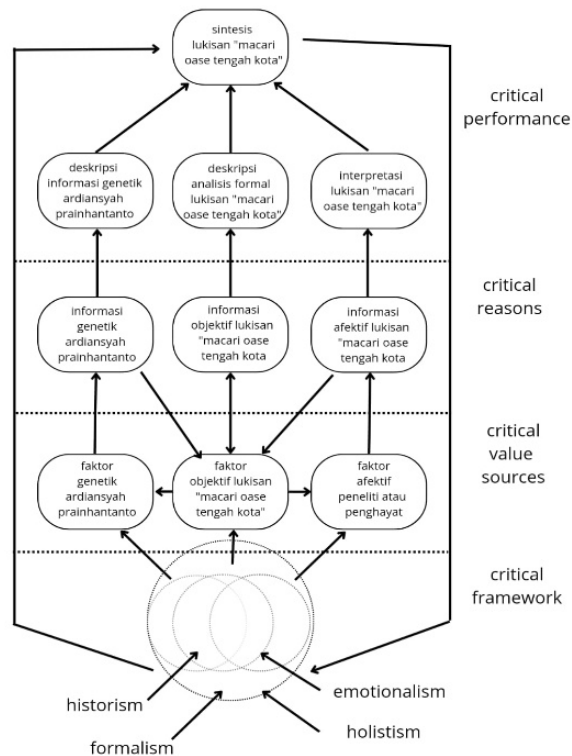 sintesis
lukisan "macari
oase tengah kota"
critical
performance
deskripsi
informasi genetik
ardiansyah
prainhantanto
deskripsi
analisis formal
lukisan "macari
oase tengah kota"
interpretasi
lukisan "macari
oase tengah kota"
critical
reasons
informasi
genetik
ardiansyah
prainhantanto
informasi
objektif lukisan
"macari oase
tengah kota
informasi
afektif lukisan
"macari oase
tengah kota
critical
value
sources
faktor
genetik
ardiansyah
prainhantanto
faktor
objektif lukisan
"macari oase
tengah kota"
faktor
afektif
peneliti atau
penghayat
critical
framework
historism
emotionalism
formalism
holistism